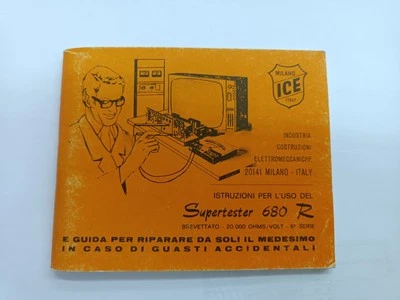 MILANO
ICE
ITALY
INDUSTRIA
COSTRUZIONI
ELETTROMECCANICHE
20141 MILANO - ITALY
ISTRUZIONI PER L'USO DEL
Supertester 680 R
BREVETTATO - 20.000 OHMS/VOLT - 5ª SERIE
E GUIDA PER RIPARARE DA SOLI IL MEDESIMO
IN CASO DI GUASTI ACCIDENTALI